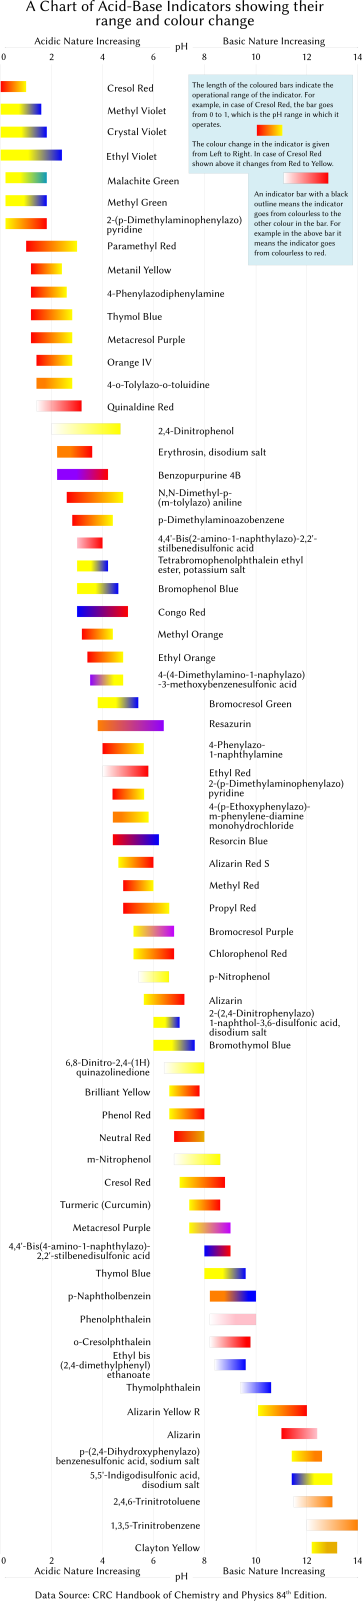 A Chart of Acid-Base Indicators showing their
range and colour change
Acidic Nature Increasing
pH
Basic Nature Increasing
0 2 4 6 8 10 12 14
The length of the coloured bars indicate the
operational range of the indicator. For
example, in case of Cresol Red, the bar goes
from 0 to 1, which is the pH range in which it
operates.
The colour change in the indicator is given
from Left to Right. In case of Cresol Red
shown above it changes from Red to Yellow.
An indicator bar with a black
outline means the indicator
goes from colourless to the
other colour in the bar. For
example in the above bar it
means the indicator goes
from colourless to red.
Cresol Red
Methyl Violet
Crystal Violet
Ethyl Violet
Malachite Green
Methyl Green
2-(p-Dimethylaminophenylazo)
pyridine
Paramethyl Red
Metanil Yellow
4-Phenylazodiphenylamine
Thymol Blue
Metacresol Purple
Orange IV
4-o-Tolylazo-o-toluidine
Quinaldine Red
2,4-Dinitrophenol
Erythrosin, disodium salt
Benzopurpurine 4B
N,N-Dimethyl-p-
(m-tolylazo) aniline
p-Dimethylaminoazobenzene
4,4'-Bis(2-amino-1-naphthylazo)-2,2'-
stilbenedisulfonic acid
Tetrabromophenolphthalein ethyl
ester, potassium salt
Bromophenol Blue
Congo Red
Methyl Orange
Ethyl Orange
4-(4-Dimethylamino-1-naphylazo)
-3-methoxybenzenesulfonic acid
Bromocresol Green
Resazurin
4-Phenylazo-
1-naphthylamine
Ethyl Red
2-(p-Dimethylaminophenylazo)
pyridine
4-(p-Ethoxyphenylazo)-
m-phenylene-diamine
monohydrochloride
Resorcin Blue
Alizarin Red S
Methyl Red
Propyl Red
Bromocresol Purple
Chlorophenol Red
p-Nitrophenol
Alizarin
2-(2,4-Dinitrophenylazo)
1-naphthol-3,6-disulfonic acid,
disodium salt
Bromothymol Blue
6,8-Dinitro-2,4-(1H)
quinazolinedione
Brilliant Yellow
Phenol Red
Neutral Red
m-Nitrophenol
Cresol Red
Turmeric (Curcumin)
Metacresol Purple
4,4'-Bis(4-amino-1-naphthylazo)-
2,2'-stilbenedisulfonic acid
Thymol Blue
p-Naphtholbenzein
Phenolphthalein
o-Cresolphthalein
Ethyl bis
(2,4-dimethylphenyl)
ethanoate
Thymolphthalein
Alizarin Yellow R
Alizarin
p-(2,4-Dihydroxyphenylazo)
benzenesulfonic acid, sodium salt
5,5'-Indigodisulfonic acid,
disodium salt
2,4,6-Trinitrotoluene
1,3,5-Trinitrobenzene
Clayton Yellow
0 2 4 6 8 10 12 14
Acidic Nature Increasing
pH
Basic Nature Increasing
Data Source: CRC Handbook of Chemistry and Physics 84th Edition.